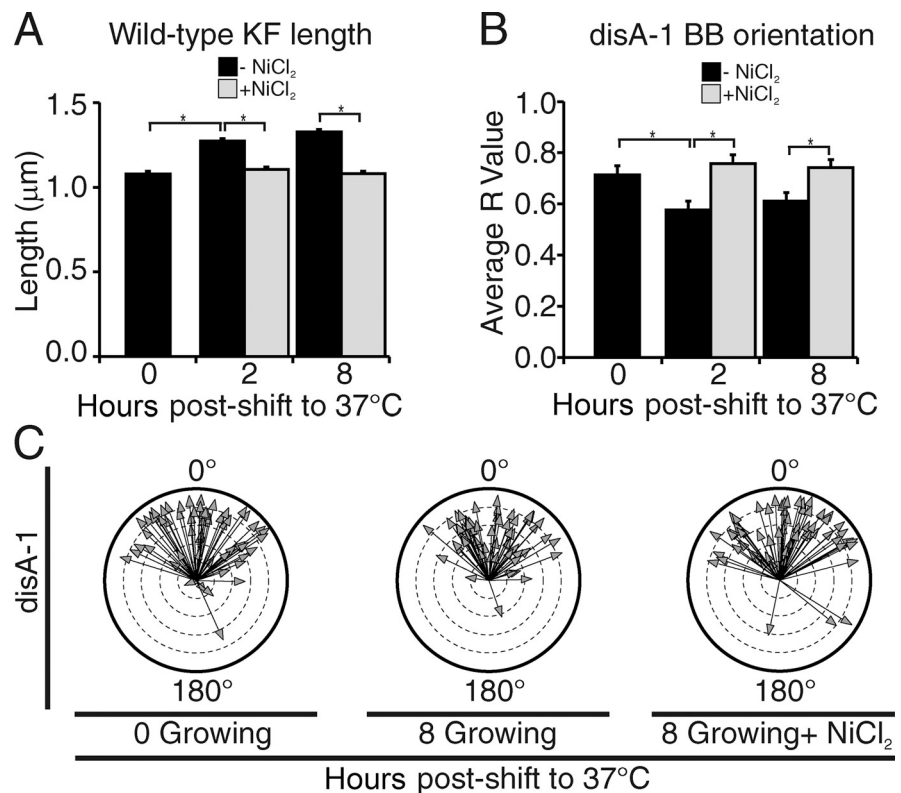 A
Wild-type KF length
- NiCl₂
+NiCl₂
1.5
1.0
0.5
0.0
Length (μm)
*
*
*
0 2 8
Hours post-shift to 37°C
B
disA-1 BB orientation
- NiCl₂
+NiCl₂
1.0
0.8
0.6
0.4
0.2
0.0
Average R Value
*
*
*
0 2 8
Hours post-shift to 37°C
C
disA-1
0° 0° 0°
180° 180° 180°
0 Growing 8 Growing 8 Growing+ NiCl₂
Hours post-shift to 37°C